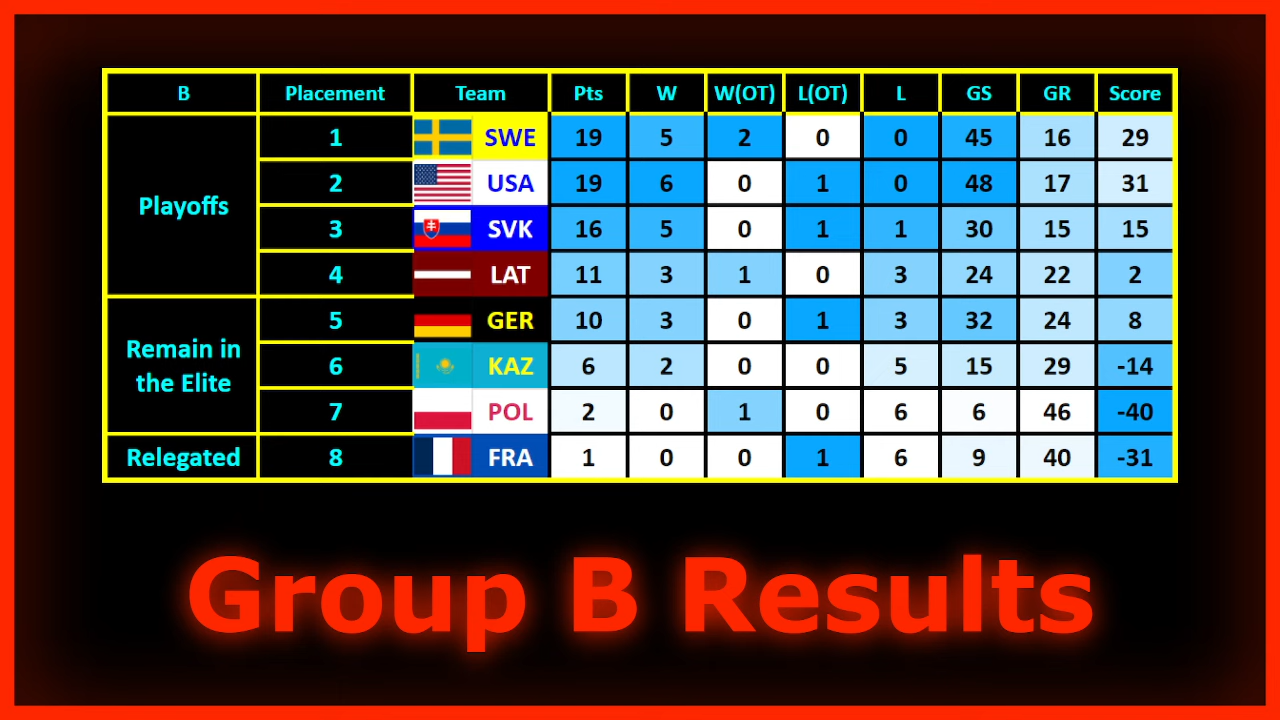 B Placement Team Pts W W(OT) L(OT) L GS GR Score
Playoffs
1 SWE 19 5 2 0 0 45 16 29
2 USA 19 6 0 1 0 48 17 31
3 SVK 16 5 0 1 1 30 15 15
4 LAT 11 3 1 0 3 24 22 2
Remain in
the Elite
5 GER 10 3 0 1 3 32 24 8
6 KAZ 6 2 0 0 5 15 29 -14
7 POL 2 0 1 0 6 6 46 -40
Relegated 8 FRA 1 0 0 1 6 9 40 -31
Group B Results